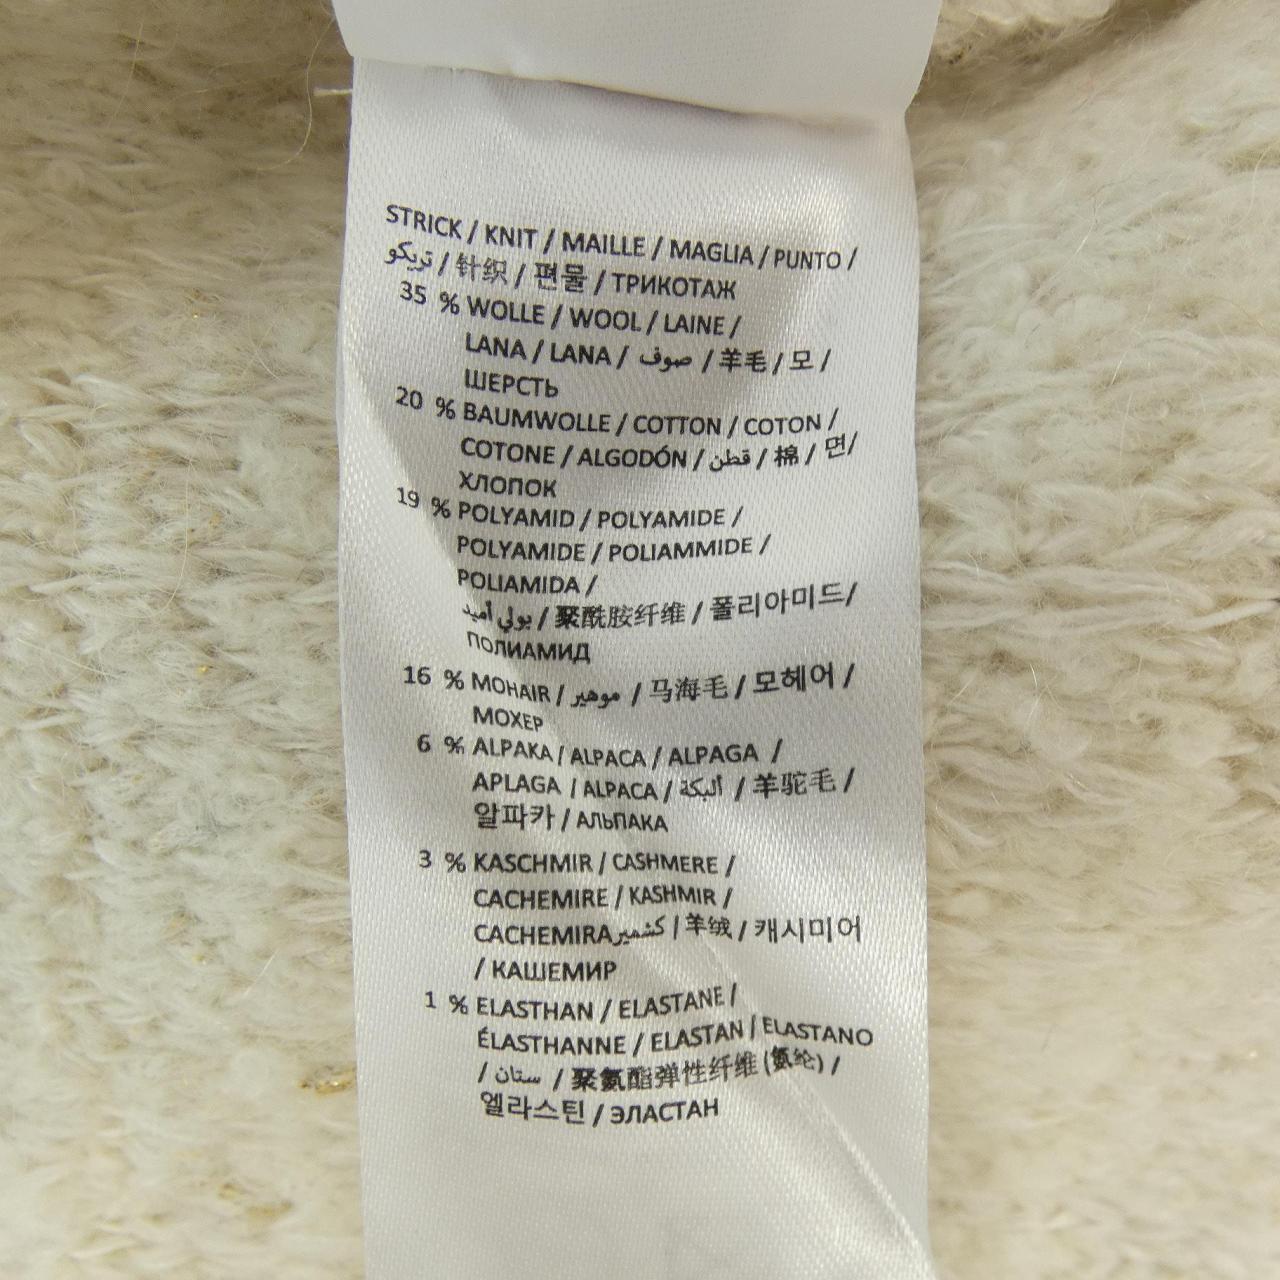 STRICK / KNIT / MAILLE / MAGLIA / PUNTO /
تريكو / 针织 / 편물 / ТРИКОТАЖ
35 % WOLLE / WOOL / LAINE /
LANA / LANA / صوف / 羊毛 / 모 /
ШЕРСТЬ
20 % BAUMWOLLE / COTTON / COTON /
COTONE / ALGODÓN / قطن / 棉 / 면/
ХЛОПОК
19 % POLYAMID / POLYAMIDE /
POLYAMIDE / POLIAMMIDE /
POLIAMIDA /
بولي أميد / 聚酰胺纤维 / 폴리아미드/
ПОЛИАМИД
16 % MOHAIR / موهير / 马海毛 / 모헤어 /
МОХЕР
6 % ALPAKA / ALPACA / ALPAGA /
APLAGA / ALPACA / ألبكة / 羊驼毛 /
알파카 / АЛЬПАКА
3 % KASCHMIR / CASHMERE /
CACHEMIRE / KASHMIR /
CACHEMIRA كشمير / 羊绒 / 캐시미어
/ КАШЕМИР
1 % ELASTHAN / ELASTANE /
ÉLASTHANNE / ELASTAN / ELASTANO
/ ستان / 聚氨酯弹性纤维 (氨纶) /
엘라스틴 / ЭЛАСТАН